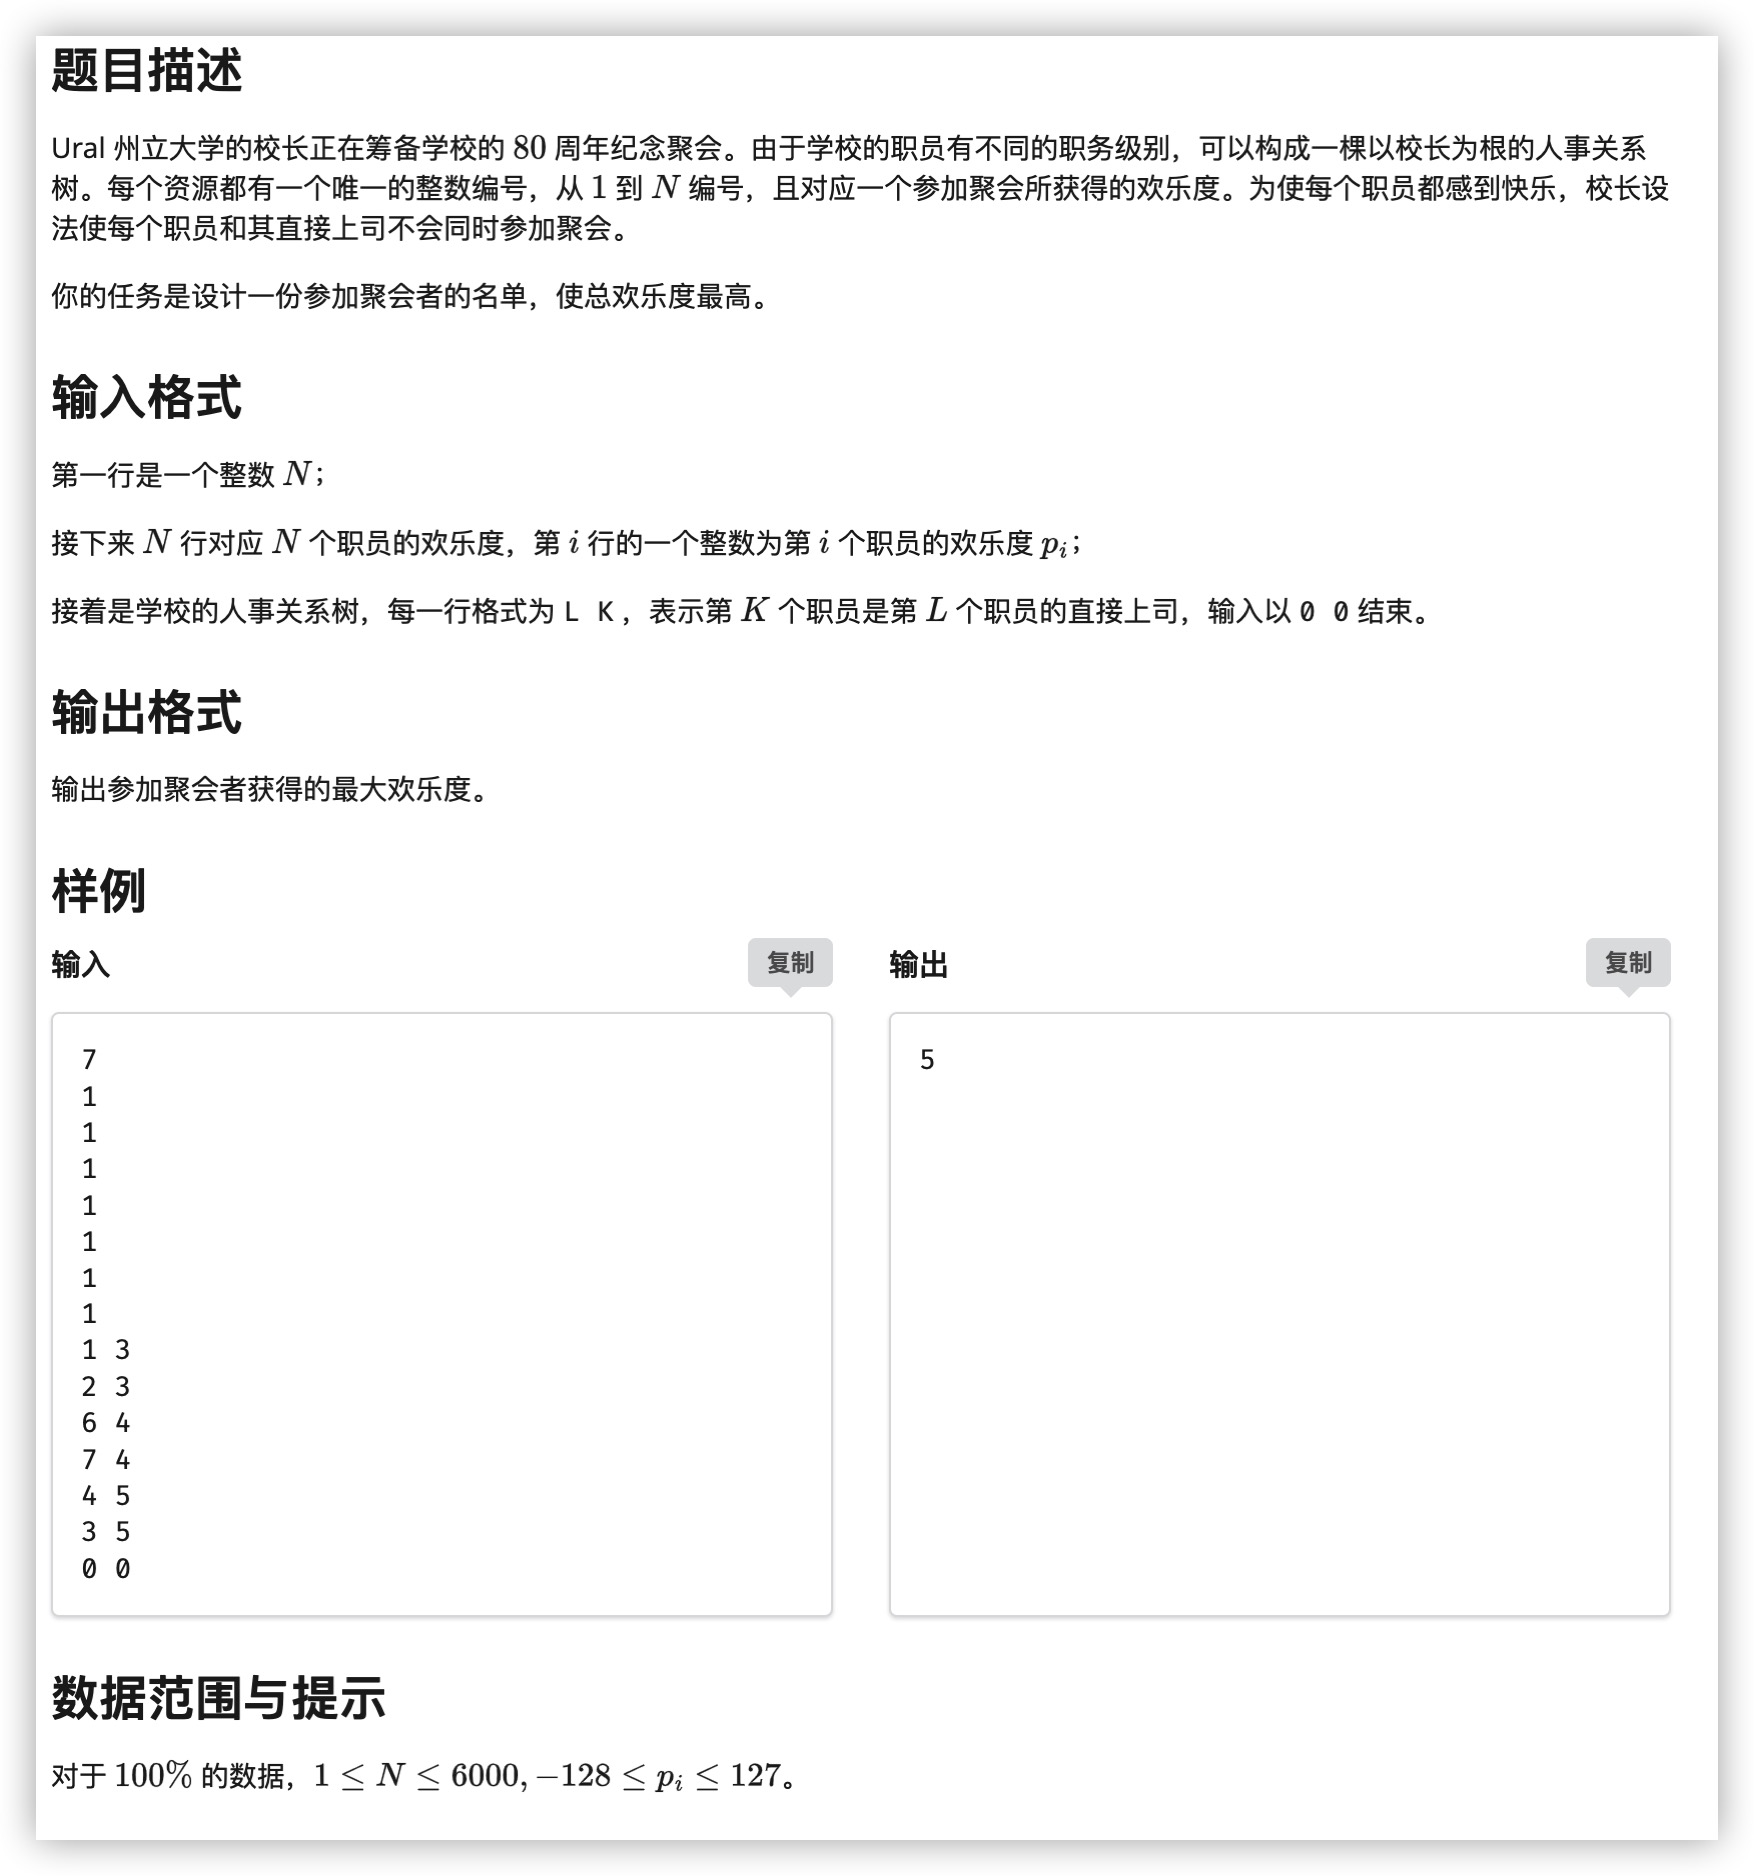 题目描述
Ural 州立大学的校长正在筹备学校的 80 周年纪念聚会。由于学校的职员有不同的职务级别，可以构成一棵以校长为根的人事关系
树。每个资源都有一个唯一的整数编号，从 1 到 N 编号，且对应一个参加聚会所获得的欢乐度。为使每个职员都感到快乐，校长设
法使每个职员和其直接上司不会同时参加聚会。
你的任务是设计一份参加聚会者的名单，使总欢乐度最高。
输入格式
第一行是一个整数 N；
接下来 N 行对应 N 个职员的欢乐度，第 i 行的一个整数为第 i 个职员的欢乐度 p_i；
接着是学校的人事关系树，每一行格式为 L K ，表示第 K 个职员是第 L 个职员的直接上司，输入以 0 0 结束。
输出格式
输出参加聚会者获得的最大欢乐度。
样例
输入 复制 输出 复制
7
1
1
1
1
1
1
1
1 3
2 3
6 4
7 4
4 5
3 5
0 0
5
数据范围与提示
对于 100% 的数据，1 ≤ N ≤ 6000, −128 ≤ p_i ≤ 127。